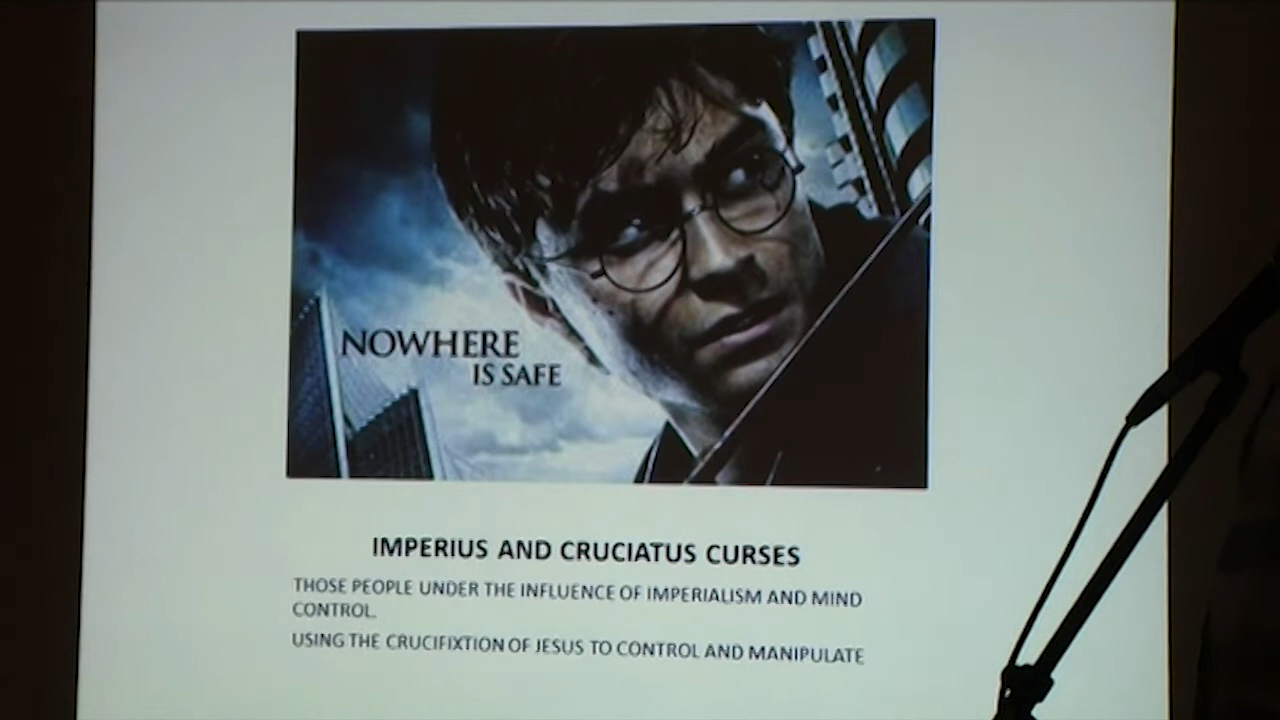 NOWHERE
IS SAFE
IMPERIUS AND CRUCIATUS CURSES
THOSE PEOPLE UNDER THE INFLUENCE OF IMPERIALISM AND MIND
CONTROL.
USING THE CRUCIFIXTION OF JESUS TO CONTROL AND MANIPULATE